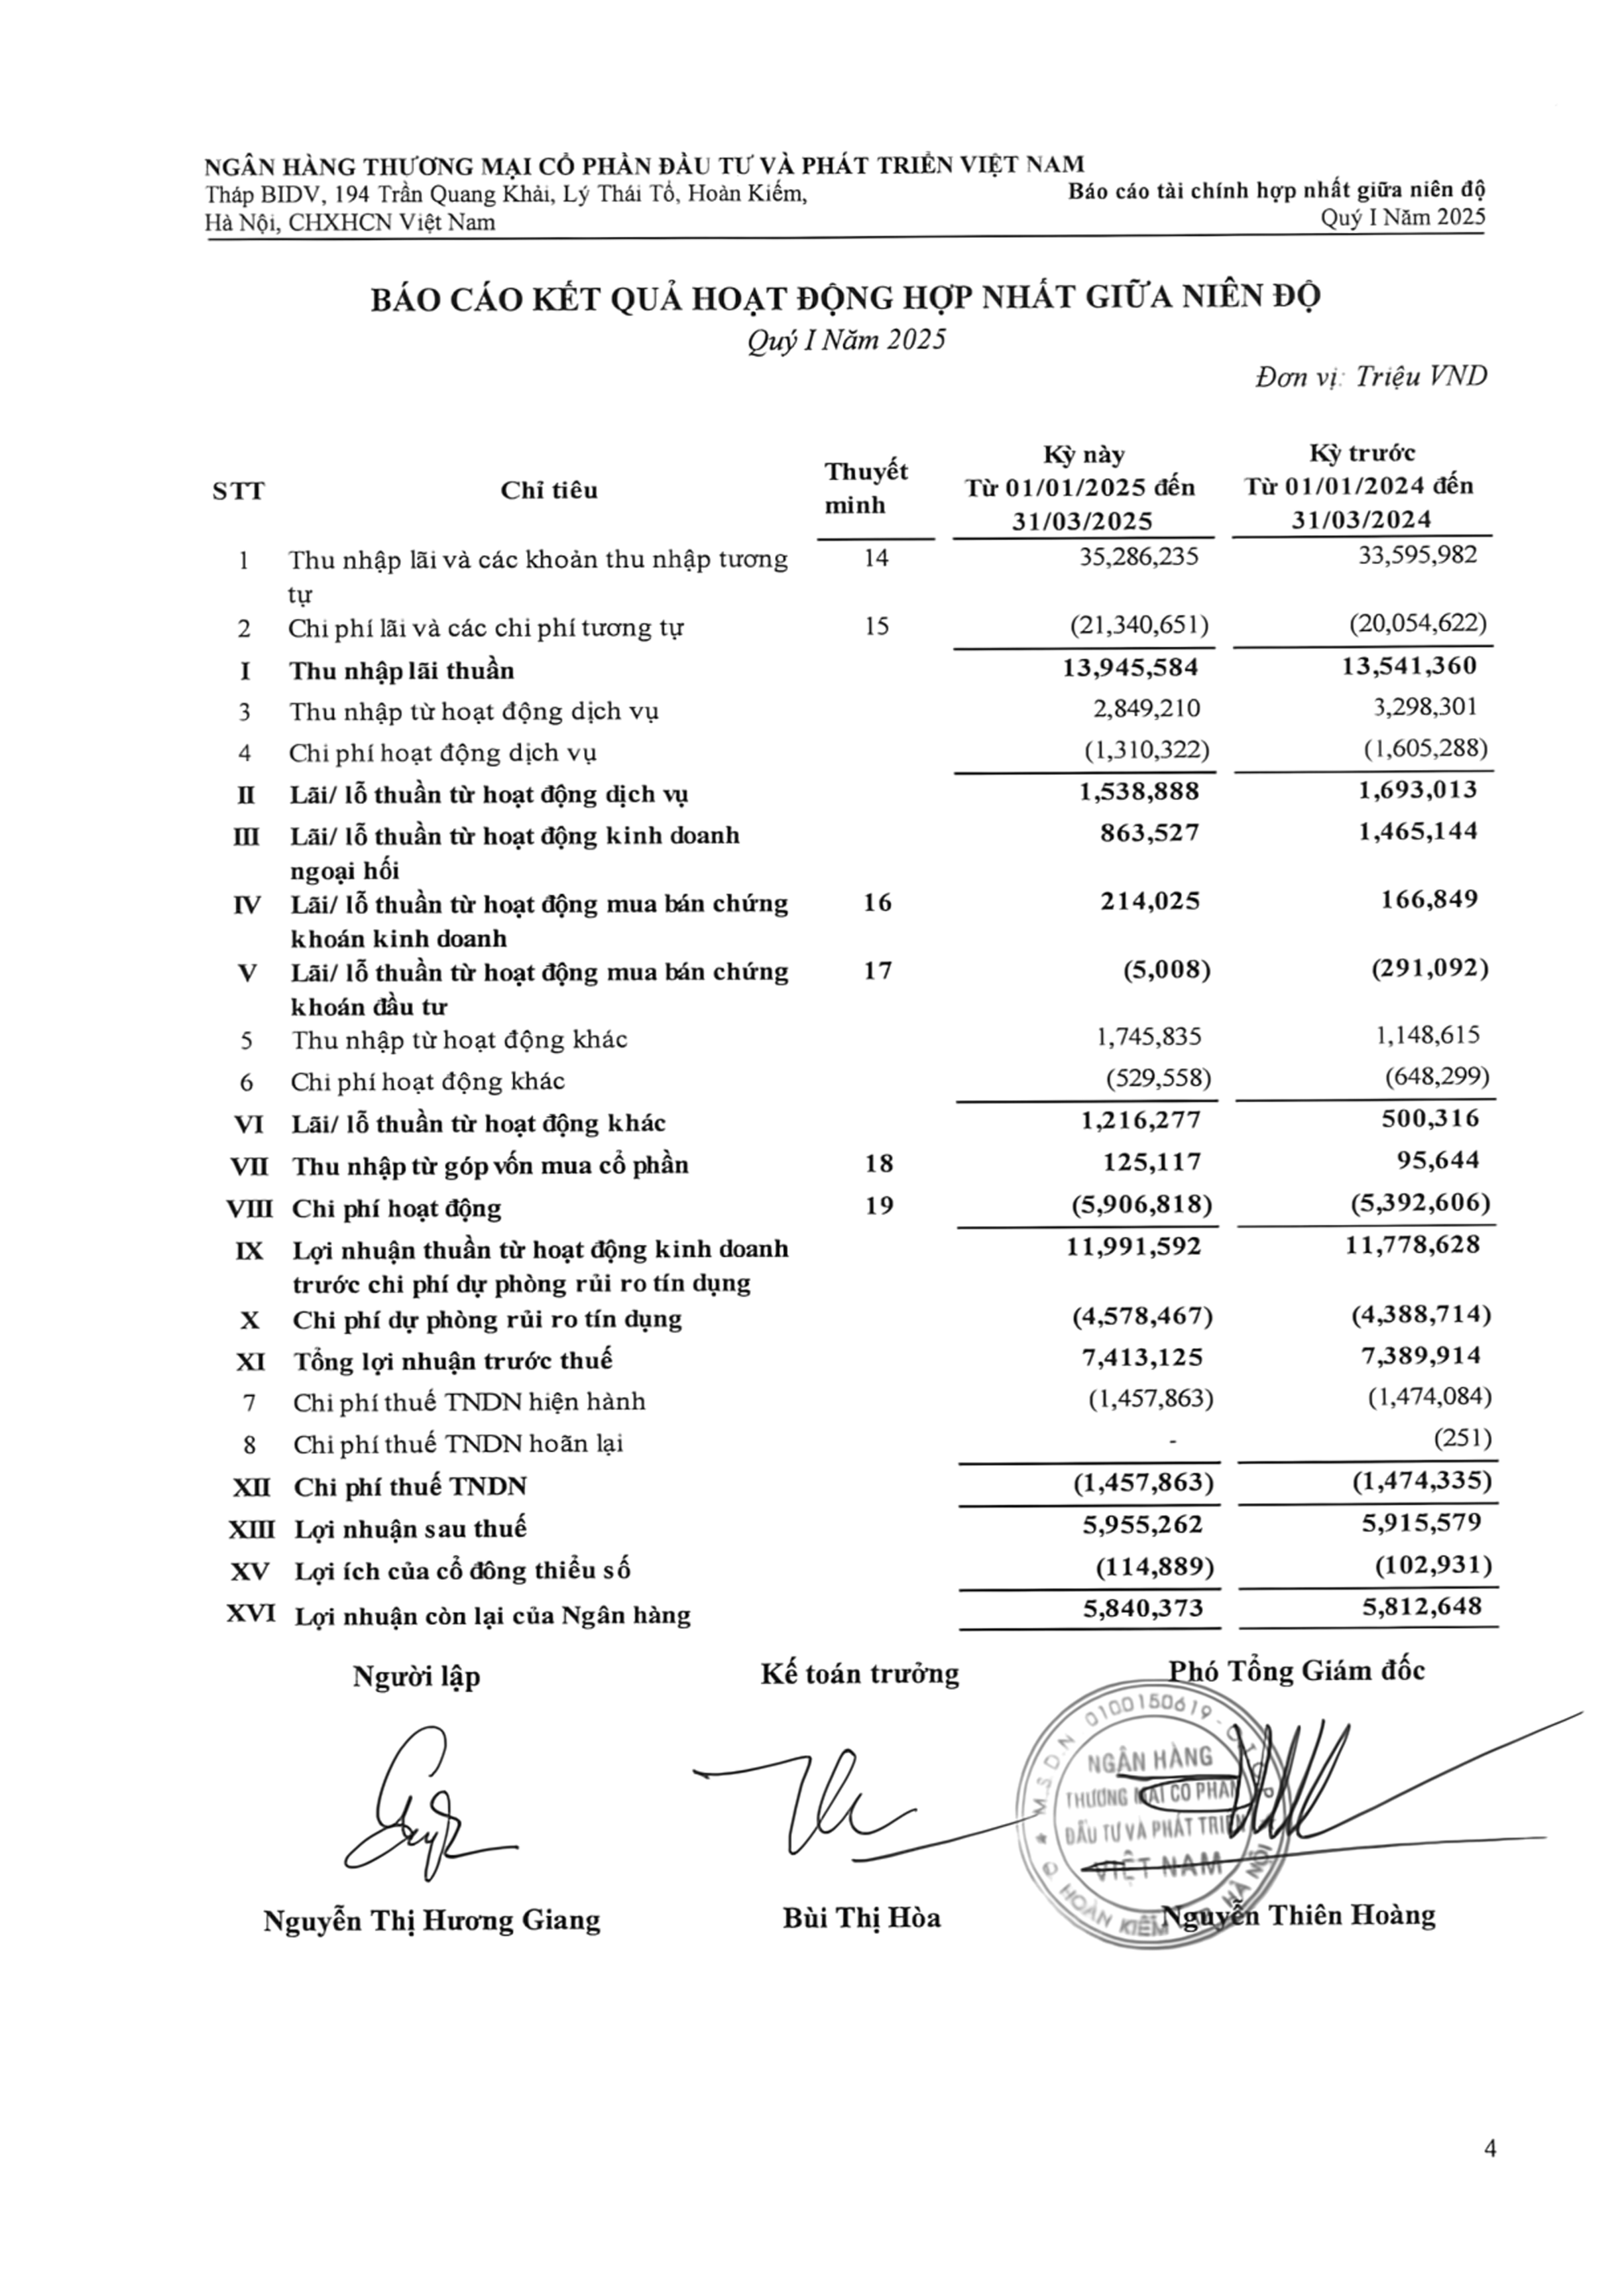 NGÂN HÀNG THƯƠNG MẠI CỔ PHẦN ĐẦU TƯ VÀ PHÁT TRIỂN VIỆT NAM
Tháp BIDV, 194 Trần Quang Khải, Lý Thái Tổ, Hoàn Kiếm, Báo cáo tài chính hợp nhất giữa niên độ
Hà Nội, CHXHCN Việt Nam Quý I Năm 2025
BÁO CÁO KẾT QUẢ HOẠT ĐỘNG HỢP NHẤT GIỮA NIÊN ĐỘ
Quý I Năm 2025
Đơn vị: Triệu VND
STT Chỉ tiêu Thuyết minh Kỳ này Từ 01/01/2025 đến 31/03/2025 Kỳ trước Từ 01/01/2024 đến 31/03/2024
1 Thu nhập lãi và các khoản thu nhập tương 14 35,286,235 33,595,982
tự
2 Chi phí lãi và các chi phí tương tự 15 (21,340,651) (20,054,622)
I Thu nhập lãi thuần 13,945,584 13,541,360
3 Thu nhập từ hoạt động dịch vụ 2,849,210 3,298,301
4 Chi phí hoạt động dịch vụ (1,310,322) (1,605,288)
II Lãi/ lỗ thuần từ hoạt động dịch vụ 1,538,888 1,693,013
III Lãi/ lỗ thuần từ hoạt động kinh doanh 863,527 1,465,144
ngoại hối
IV Lãi/ lỗ thuần từ hoạt động mua bán chứng 16 214,025 166,849
khoán kinh doanh
V Lãi/ lỗ thuần từ hoạt động mua bán chứng 17 (5,008) (291,092)
khoán đầu tư
5 Thu nhập từ hoạt động khác 1,745,835 1,148,615
6 Chi phí hoạt động khác (529,558) (648,299)
VI Lãi/ lỗ thuần từ hoạt động khác 1,216,277 500,316
VII Thu nhập từ góp vốn mua cổ phần 18 125,117 95,644
VIII Chi phí hoạt động 19 (5,906,818) (5,392,606)
IX Lợi nhuận thuần từ hoạt động kinh doanh 11,991,592 11,778,628
trước chi phí dự phòng rủi ro tín dụng
X Chi phí dự phòng rủi ro tín dụng (4,578,467) (4,388,714)
XI Tổng lợi nhuận trước thuế 7,413,125 7,389,914
7 Chi phí thuế TNDN hiện hành (1,457,863) (1,474,084)
8 Chi phí thuế TNDN hoãn lại - (251)
XII Chi phí thuế TNDN (1,457,863) (1,474,335)
XIII Lợi nhuận sau thuế 5,955,262 5,915,579
XV Lợi ích của cổ đông thiểu số (114,889) (102,931)
XVI Lợi nhuận còn lại của Ngân hàng 5,840,373 5,812,648
Người lập Kế toán trưởng Phó Tổng Giám đốc
M.S.D.N 0100150619 - C.T.C.P
NGÂN HÀNG
THƯƠNG MẠI CỔ PHẦN
ĐẦU TƯ VÀ PHÁT TRIỂN
VIỆT NAM
Q. HOÀN KIẾM HÀ NỘI
Nguyễn Thị Hương Giang Bùi Thị Hòa Nguyễn Thiên Hoàng
4